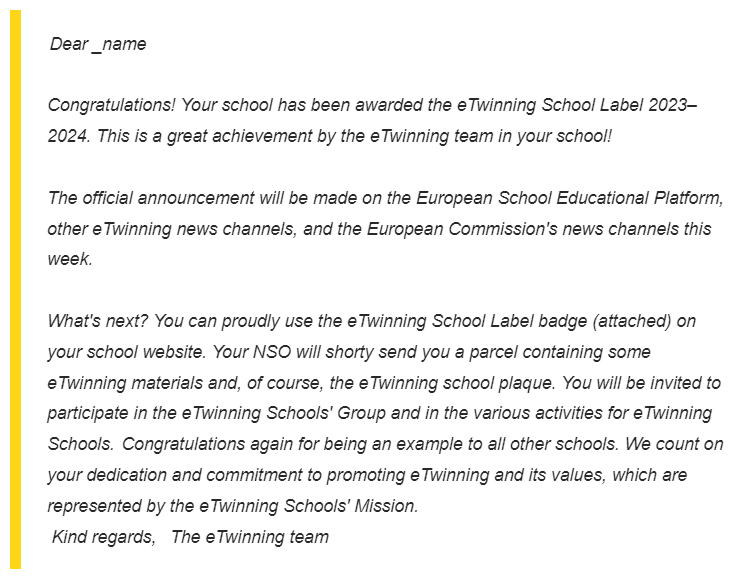 Dear _name
Congratulations! Your school has been awarded the eTwinning School Label 2023–
2024. This is a great achievement by the eTwinning team in your school!
The official announcement will be made on the European School Educational Platform,
other eTwinning news channels, and the European Commission's news channels this
week.
What's next? You can proudly use the eTwinning School Label badge (attached) on
your school website. Your NSO will shorty send you a parcel containing some
eTwinning materials and, of course, the eTwinning school plaque. You will be invited to
participate in the eTwinning Schools' Group and in the various activities for eTwinning
Schools. Congratulations again for being an example to all other schools. We count on
your dedication and commitment to promoting eTwinning and its values, which are
represented by the eTwinning Schools' Mission.
Kind regards, The eTwinning team